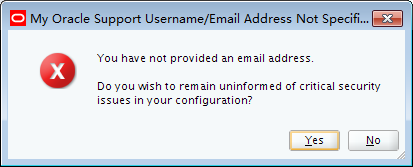 My Oracle Support Username/Email Address Not Specifi...
You have not provided an email address.
Do you wish to remain uninformed of critical security
issues in your configuration?
Yes No